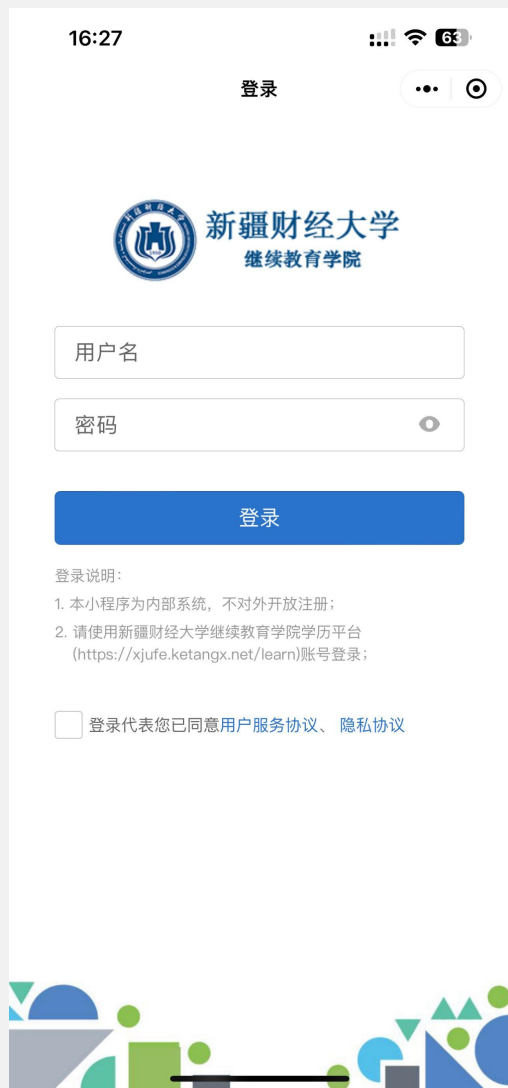 16:27
63
登录
新疆财经大学
继续教育学院
用户名
密码
登录
登录说明：
1. 本小程序为内部系统，不对外开放注册；
2. 请使用新疆财经大学继续教育学院学历平台
(https://xjufe.ketangx.net/learn)账号登录；
登录代表您已同意用户服务协议、 隐私协议